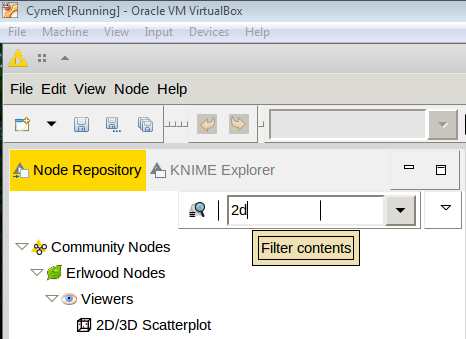 CymeR [Running] - Oracle VM VirtualBox
File Machine View Input Devices Help
File Edit View Node Help
Node Repository KNIME Explorer
2d
Filter contents
Community Nodes
Erlwood Nodes
Viewers
2D/3D Scatterplot